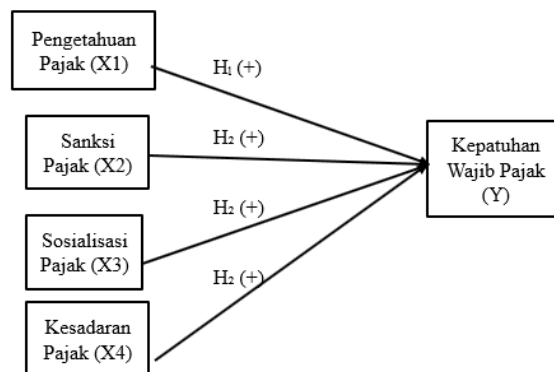 Pengetahuan
Pajak (X1)
H₁ (+)
Sanksi
Pajak (X2)
H₂ (+)
Sosialisasi
Pajak (X3)
H₂ (+)
Kesadaran
Pajak (X4)
H₂ (+)
Kepatuhan
Wajib Pajak
(Y)